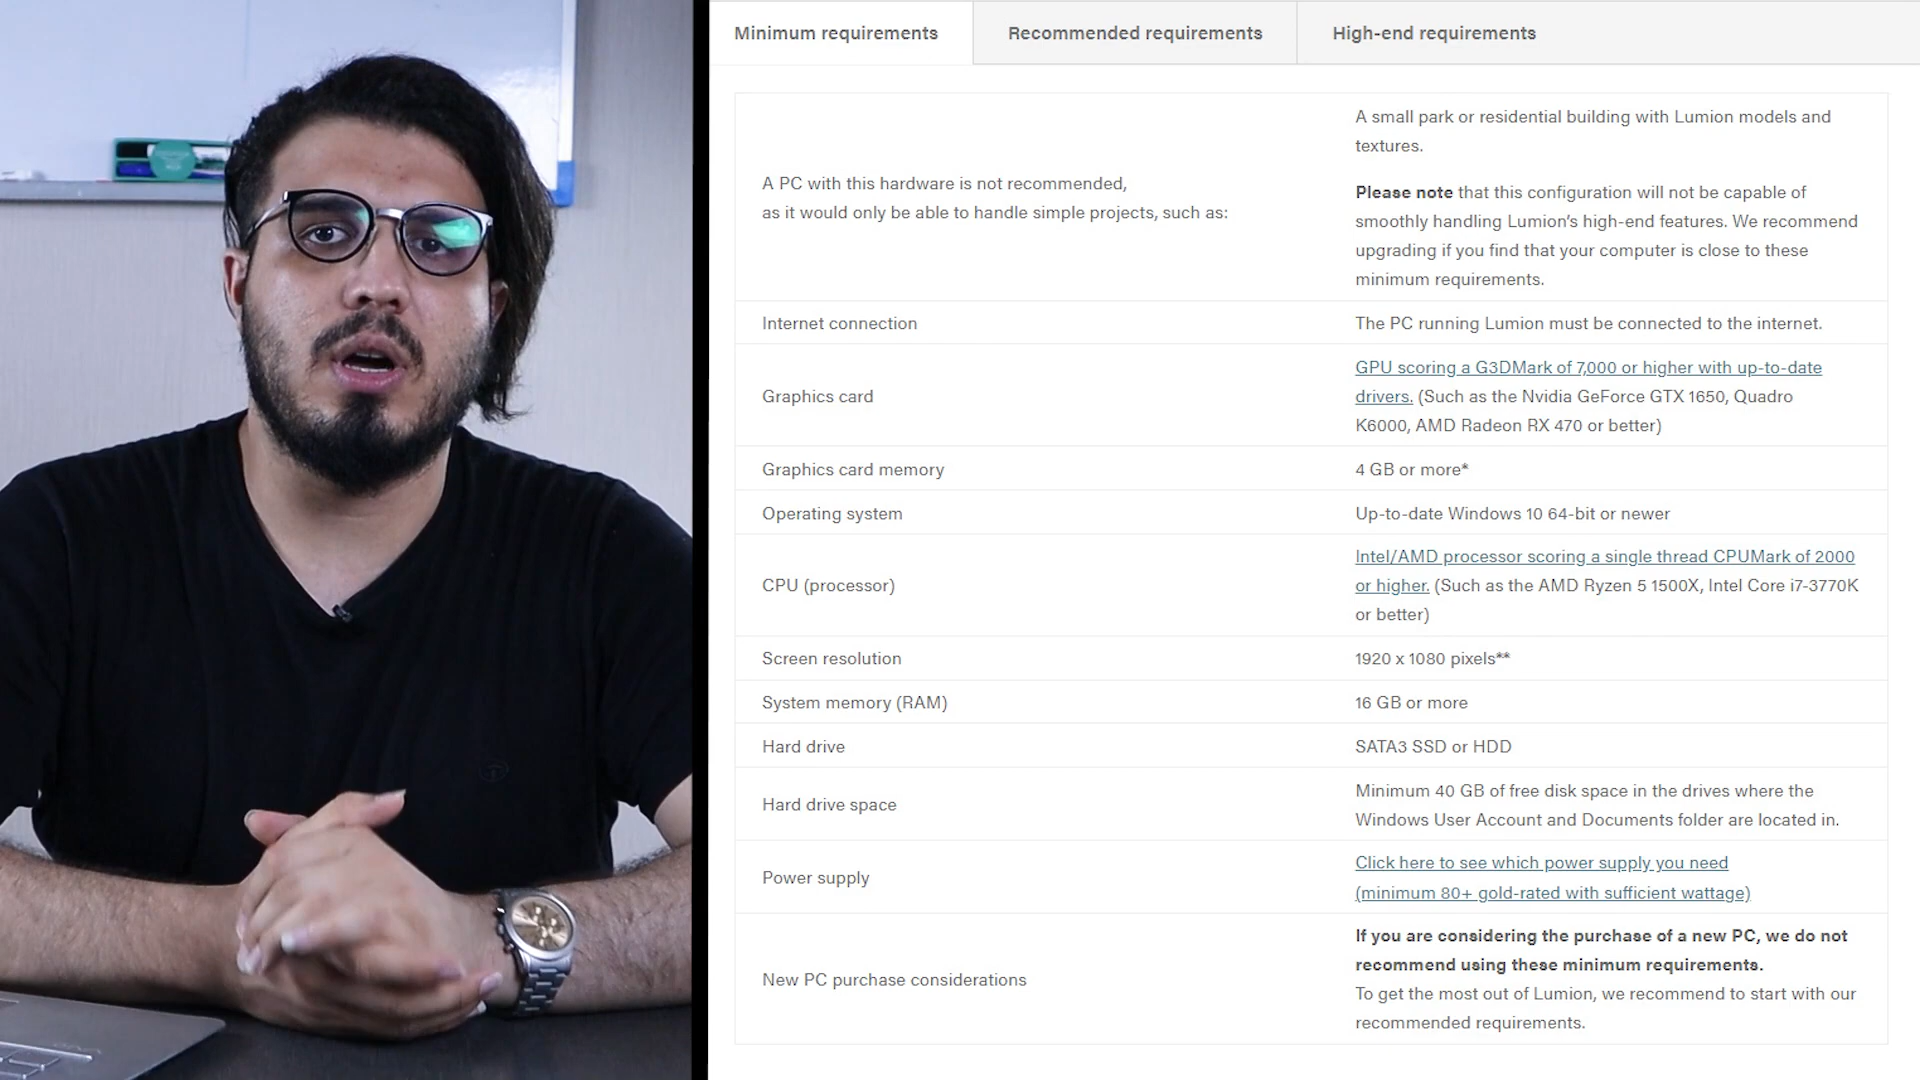 Minimum requirements
Recommended requirements
High-end requirements
A PC with this hardware is not recommended,
as it would only be able to handle simple projects, such as:
A small park or residential building with Lumion models and
textures.
Please note that this configuration will not be capable of
smoothly handling Lumion's high-end features. We recommend
upgrading if you find that your computer is close to these
minimum requirements.
Internet connection
The PC running Lumion must be connected to the internet.
Graphics card
GPU scoring a G3DMark of 7,000 or higher with up-to-date
drivers. (Such as the Nvidia GeForce GTX 1650, Quadro
K6000, AMD Radeon RX 470 or better)
Graphics card memory
4 GB or more*
Operating system
Up-to-date Windows 10 64-bit or newer
CPU (processor)
Intel/AMD processor scoring a single thread CPUMark of 2000
or higher. (Such as the AMD Ryzen 5 1500X, Intel Core i7-3770K
or better)
Screen resolution
1920 x 1080 pixels**
System memory (RAM)
16 GB or more
Hard drive
SATA3 SSD or HDD
Hard drive space
Minimum 40 GB of free disk space in the drives where the
Windows User Account and Documents folder are located in.
Power supply
Click here to see which power supply you need
(minimum 80+ gold-rated with sufficient wattage)
New PC purchase considerations
If you are considering the purchase of a new PC, we do not
recommend using these minimum requirements.
To get the most out of Lumion, we recommend to start with our
recommended requirements.